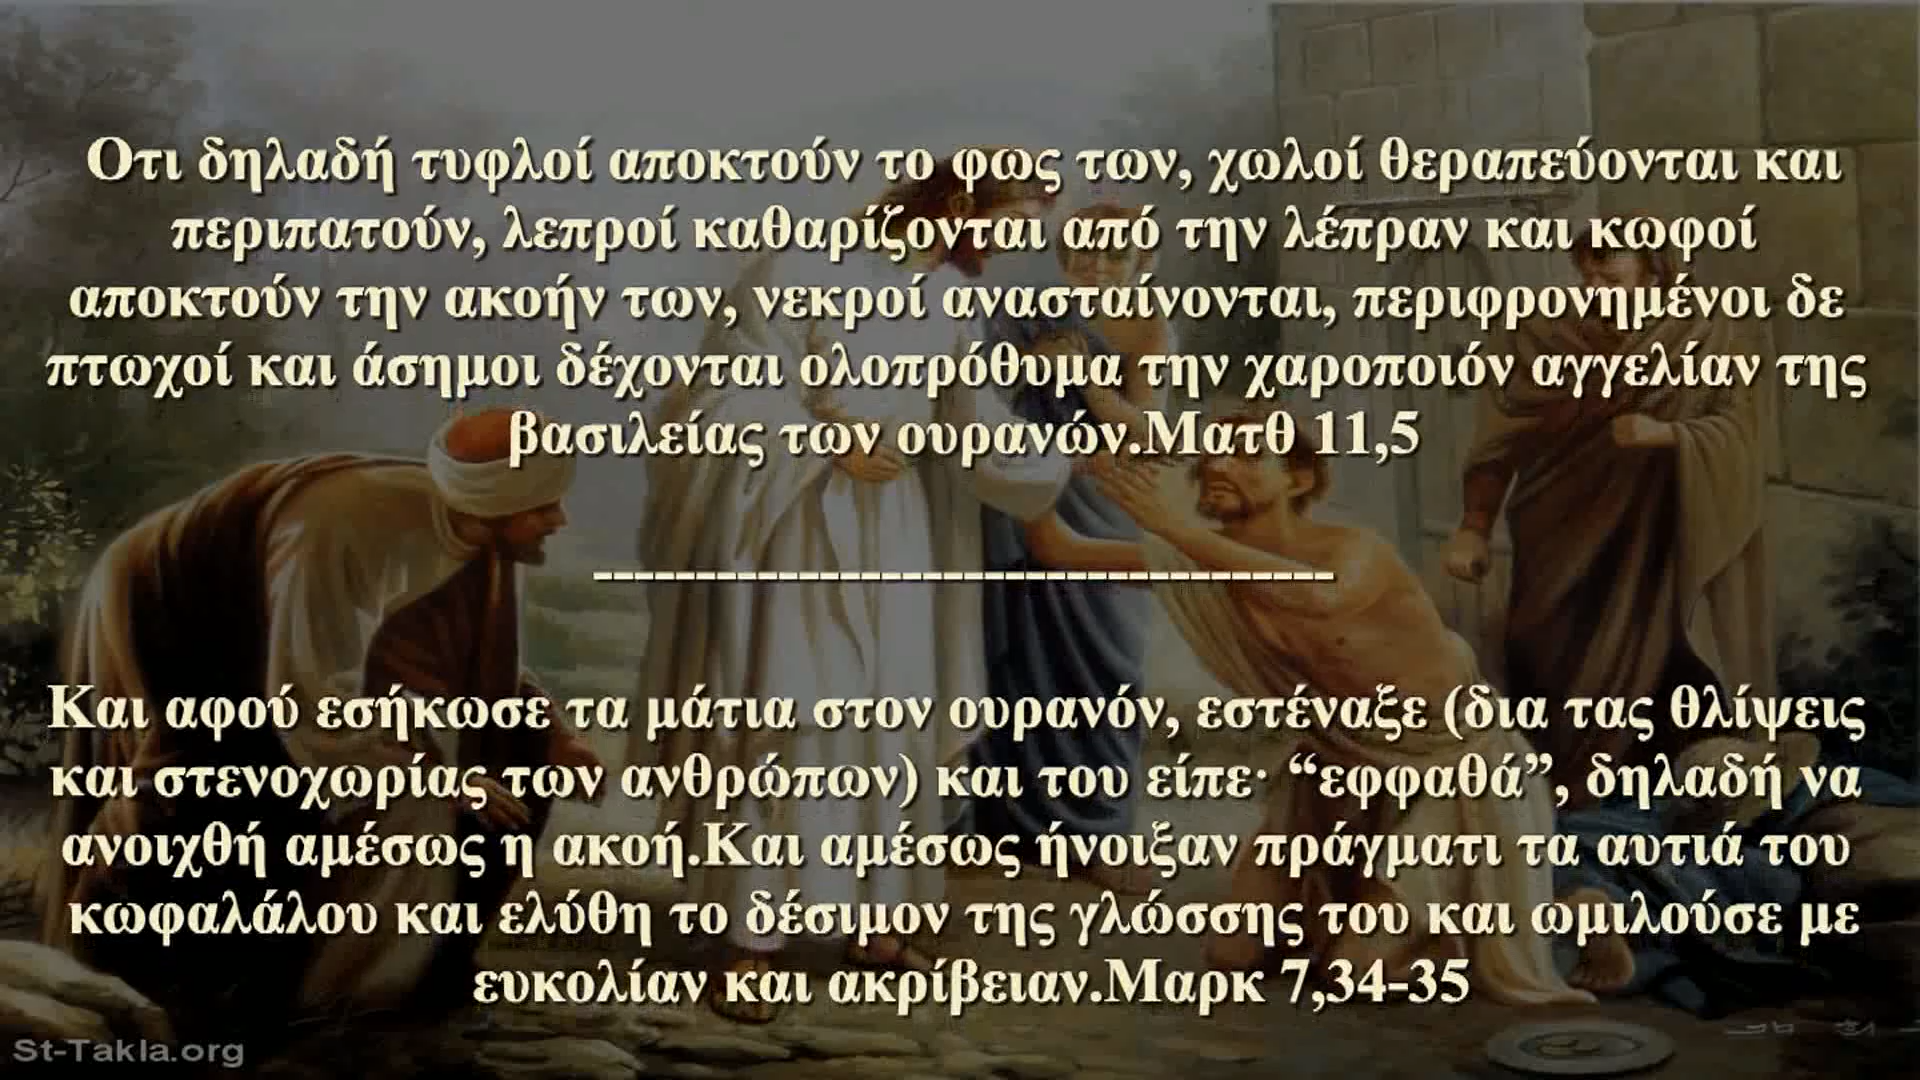 Οτι δηλαδή τυφλοί αποκτούν το φως των, χωλοί θεραπεύονται και
περιπατούν, λεπροί καθαρίζονται από την λέπραν και κωφοί
αποκτούν την ακοήν των, νεκροί ανασταίνονται, περιφρονημένοι δε
πτωχοί και άσημοι δέχονται ολοπρόθυμα την χαροποιόν αγγελίαν της
βασιλείας των ουρανών.Ματθ 11,5
------------------------------------
Και αφού εσήκωσε τα μάτια στον ουρανόν, εστέναξε (δια τας θλίψεις
και στενοχωρίας των ανθρώπων) και του είπε· “εφφαθά”, δηλαδή να
ανοιχθή αμέσως η ακοή.Και αμέσως ήνοιξαν πράγματι τα αυτιά του
κωφαλάλου και ελύθη το δέσιμον της γλώσσης του και ωμιλούσε με
ευκολίαν και ακρίβειαν.Μαρκ 7,34-35
St-Takla.org